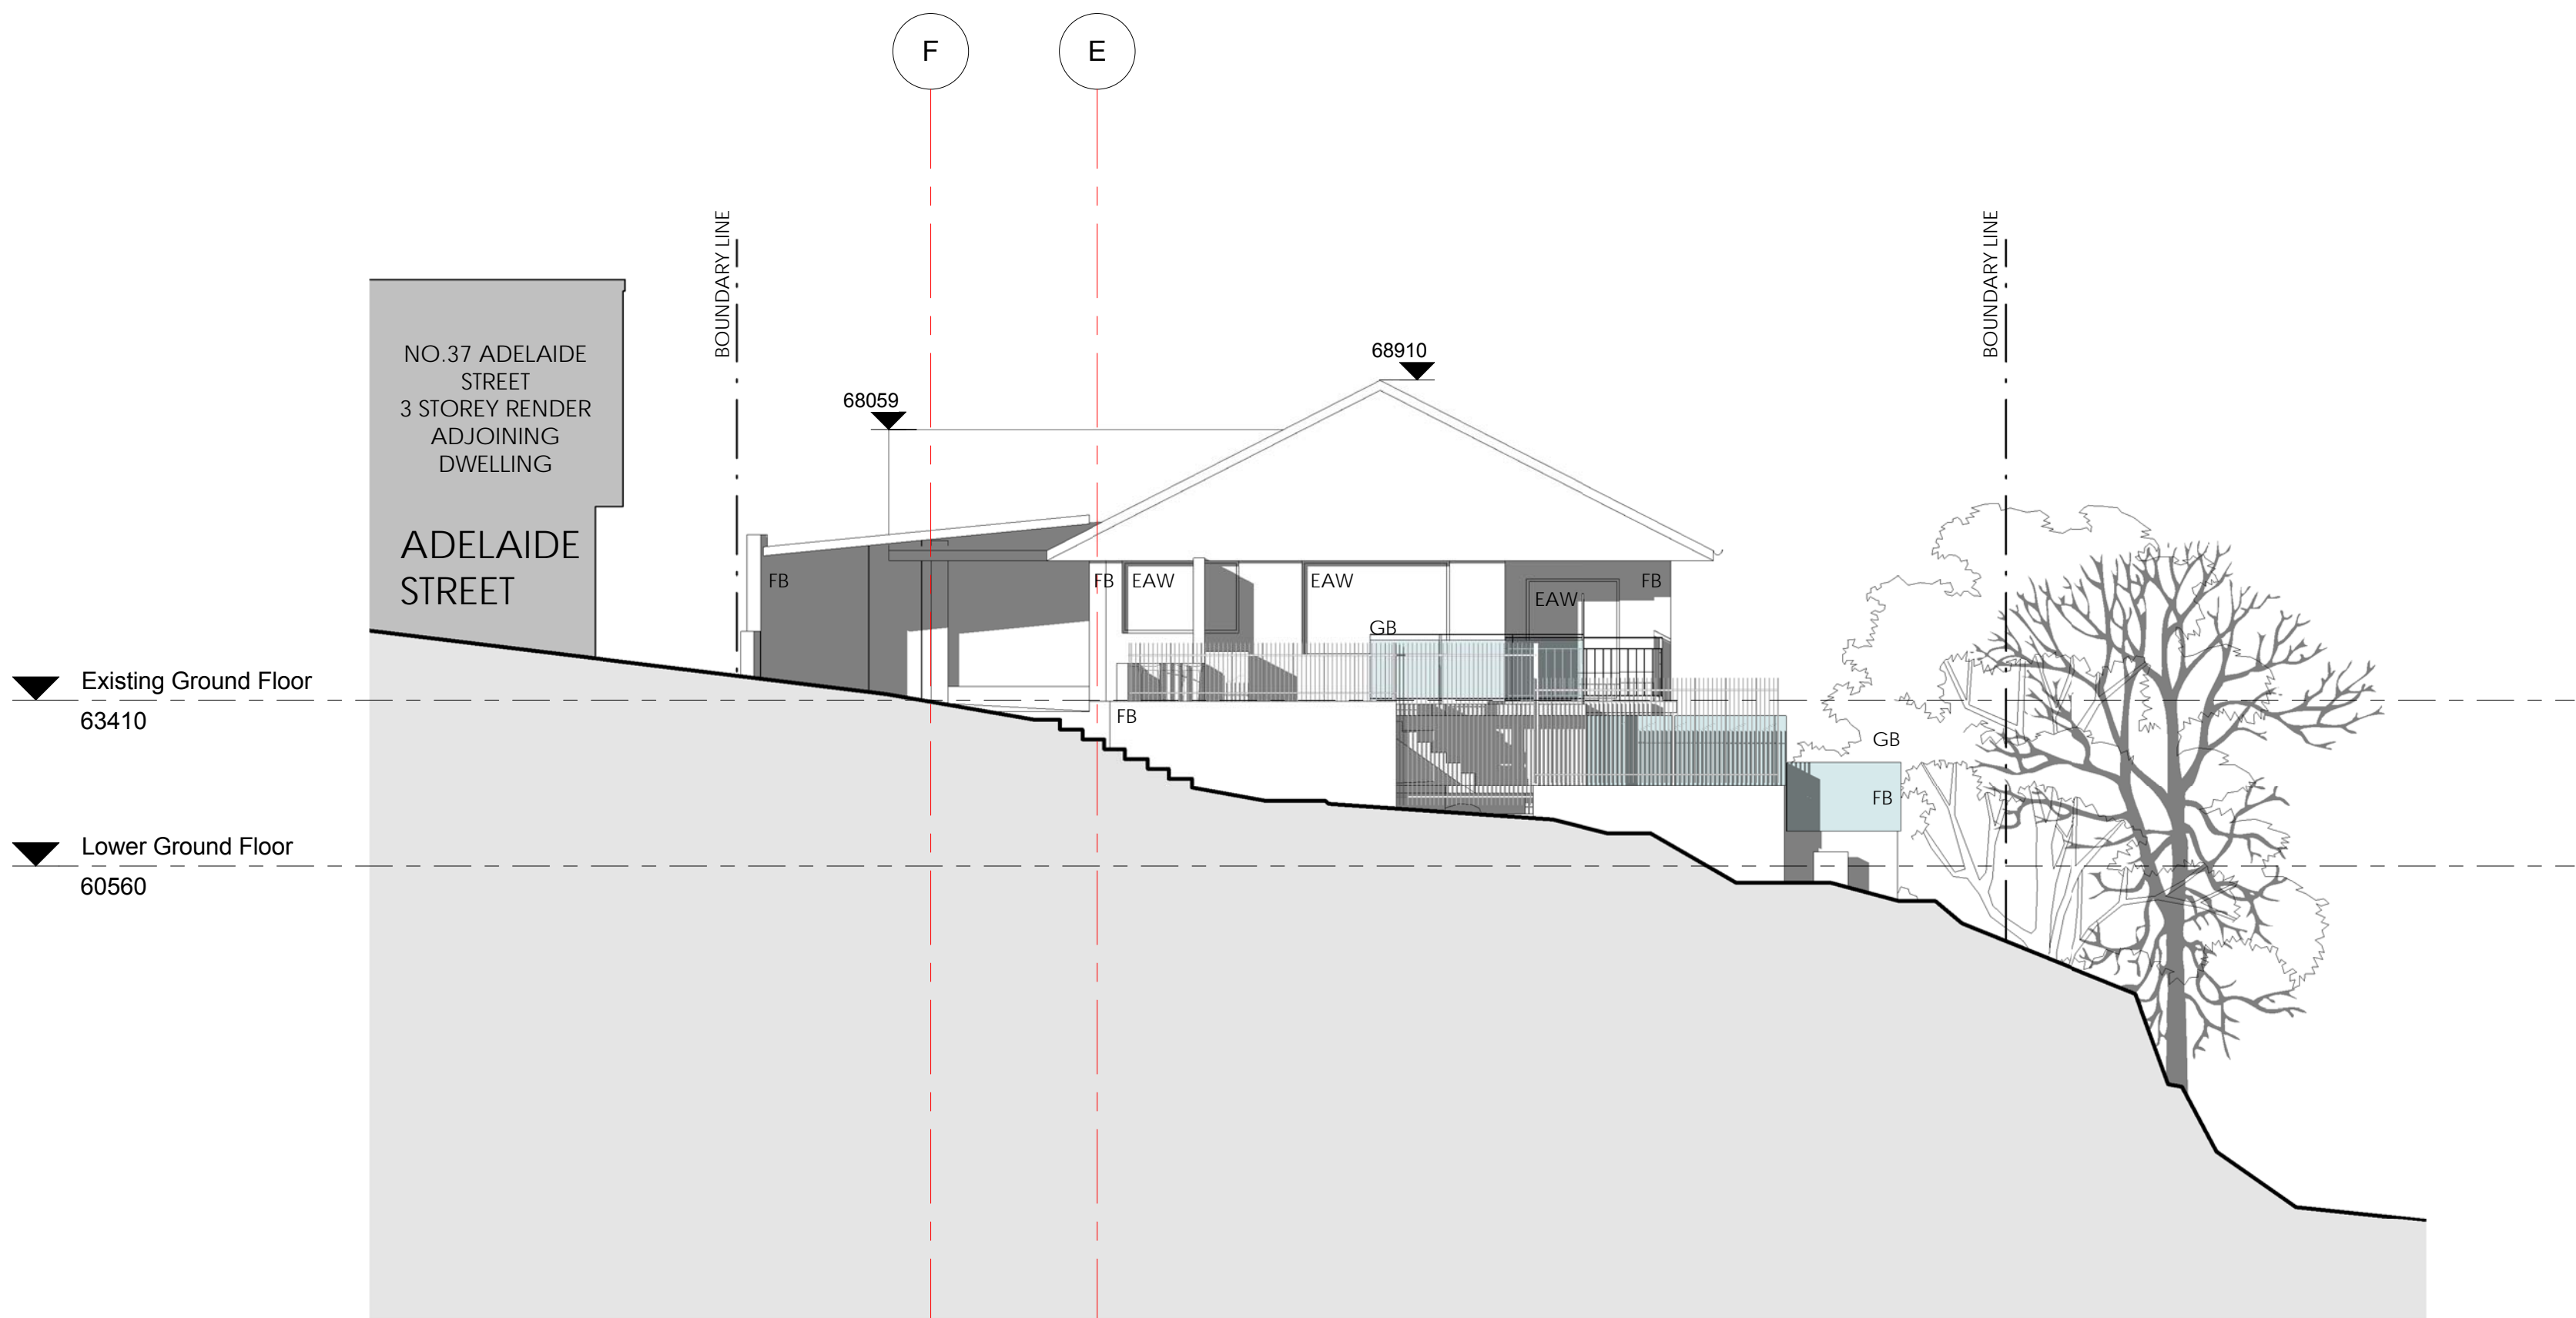 F
E
BOUNDARY LINE
BOUNDARY LINE
NO.37 ADELAIDE
STREET
3 STOREY RENDER
ADJOINING
DWELLING
68910
68059
ADELAIDE
STREET
FB
FB
EAW
EAW
EAW
FB
GB
Existing Ground Floor
63410
FB
GB
FB
Lower Ground Floor
60560